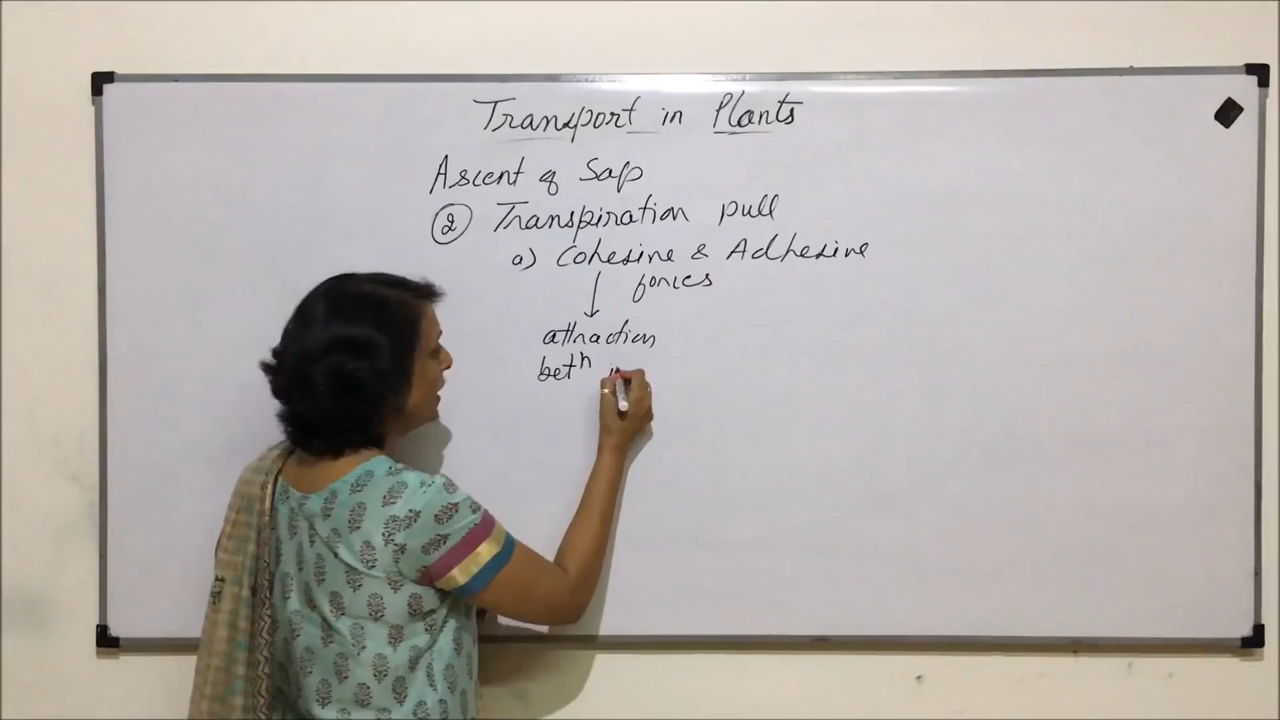 Transport in Plants
Ascent of Sap
② Transpiration pull
a) Cohesive & Adhesive
forces
↓
attraction
betⁿ